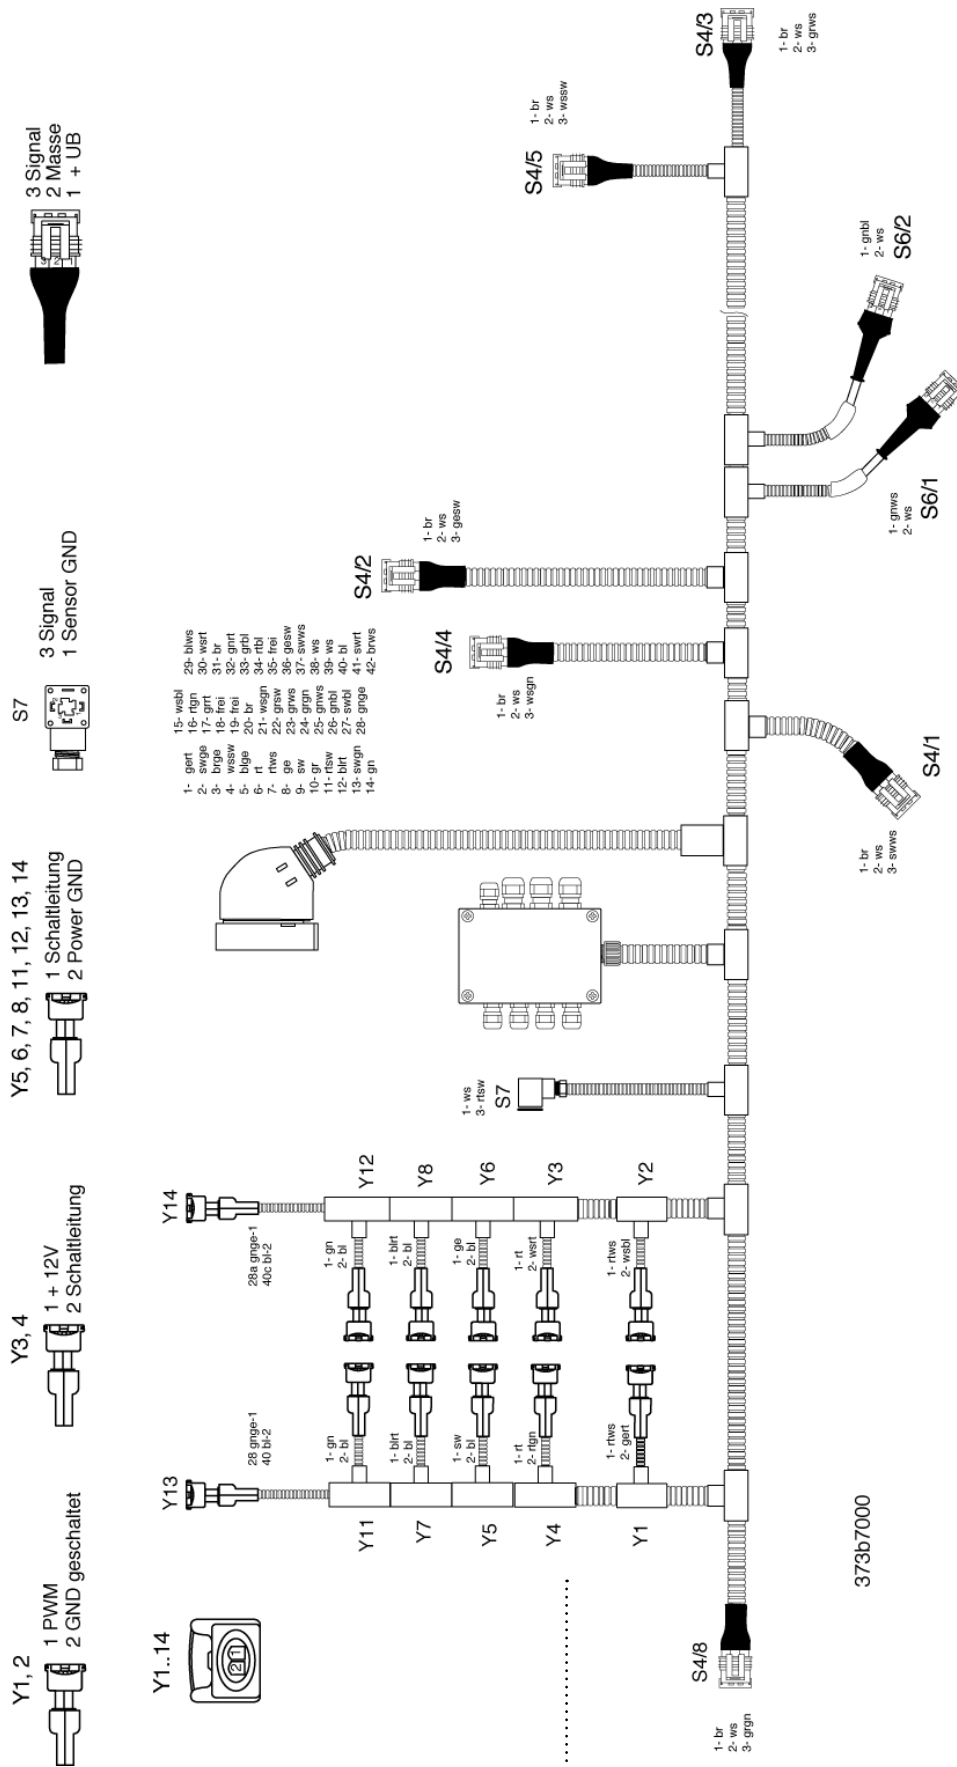 Y1, 2
1 PWM
2 GND geschaltet
Y3, 4
1 + 12V
2 Schaltleitung
Y5, 6, 7, 8, 11, 12, 13, 14
1 Schaltleitung
2 Power GND
S7
3 Signal
1 Sensor GND
3 Signal
2 Masse
1 + UB
3
2
1
Y1..14
2 1
Y13
28 gnge-1
40 bl-2
Y14
28a gnge-1
40c bl-2
1- gert
2- swge
3- brge
4- wssw
5- blge
6- rt
7- rtws
8- ge
9- sw
10- gr
11- rtsw
12- blrt
13- swgn
14- gn
15- wsbl
16- rtgn
17- grrt
18- frei
19- frei
20- br
21- wsgn
22- grsw
23- grws
24- grgn
25- gnws
26- gnbl
27- swbl
28- gnge
29- blws
30- wsrt
31- br
32- gnrt
33- grbl
34- rtbl
35- frei
36- gesw
37- swws
38- ws
39- ws
40- bl
41- swrt
42- brws
Y11
1- gn
2- bl
1- gn
2- bl
Y12
Y7
1- blrt
2- bl
1- blrt
2- bl
Y8
Y5
1- sw
2- bl
1- ge
2- bl
Y6
Y4
1- rt
2- rtgn
1- rt
2- wsrt
Y3
Y1
1- rtws
2- gert
1- rtws
2- wsbl
Y2
1- ws
3- rtsw
S7
S4/4
1- br
2- ws
3- wsgn
S4/2
1- br
2- ws
3- gesw
S4/5
1- br
2- ws
3- wssw
S4/3
1- br
2- ws
3- grws
S4/8
1- br
2- ws
3- grgn
373b7000
1- br
2- ws
3- swws
S4/1
1- gnws
2- ws
S6/1
1- gnbl
2- ws
S6/2